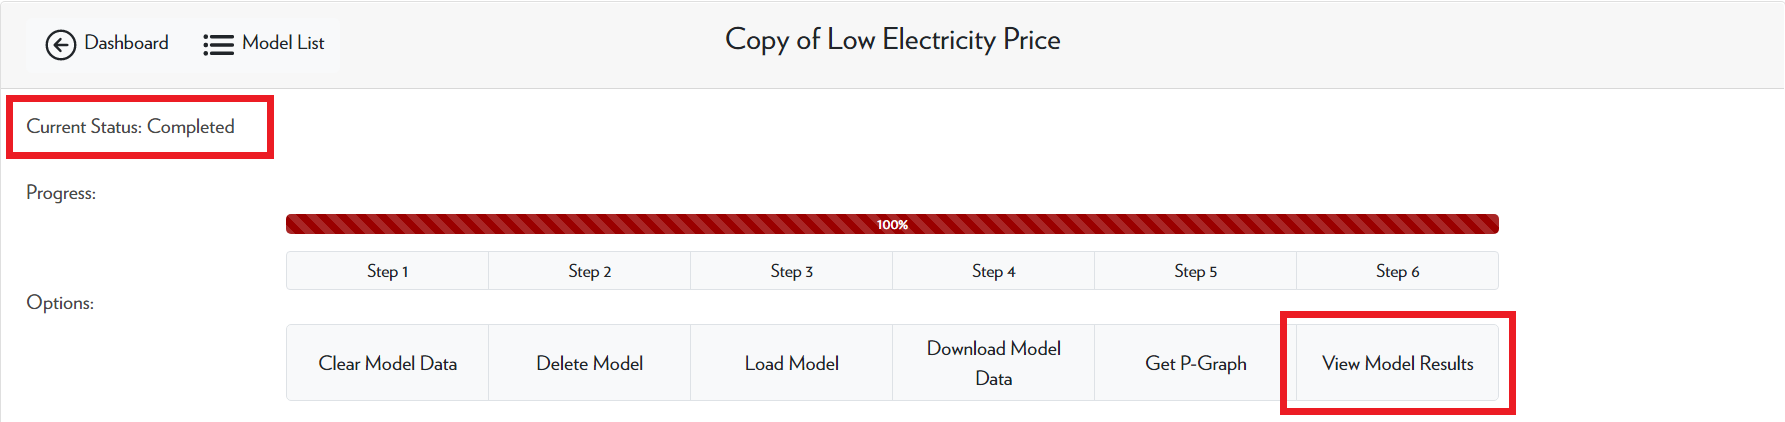 Dashboard
Model List
Copy of Low Electricity Price
Current Status: Completed
Progress:
100%
Step 1
Step 2
Step 3
Step 4
Step 5
Step 6
Options:
Clear Model Data
Delete Model
Load Model
Download Model
Data
Get P-Graph
View Model Results